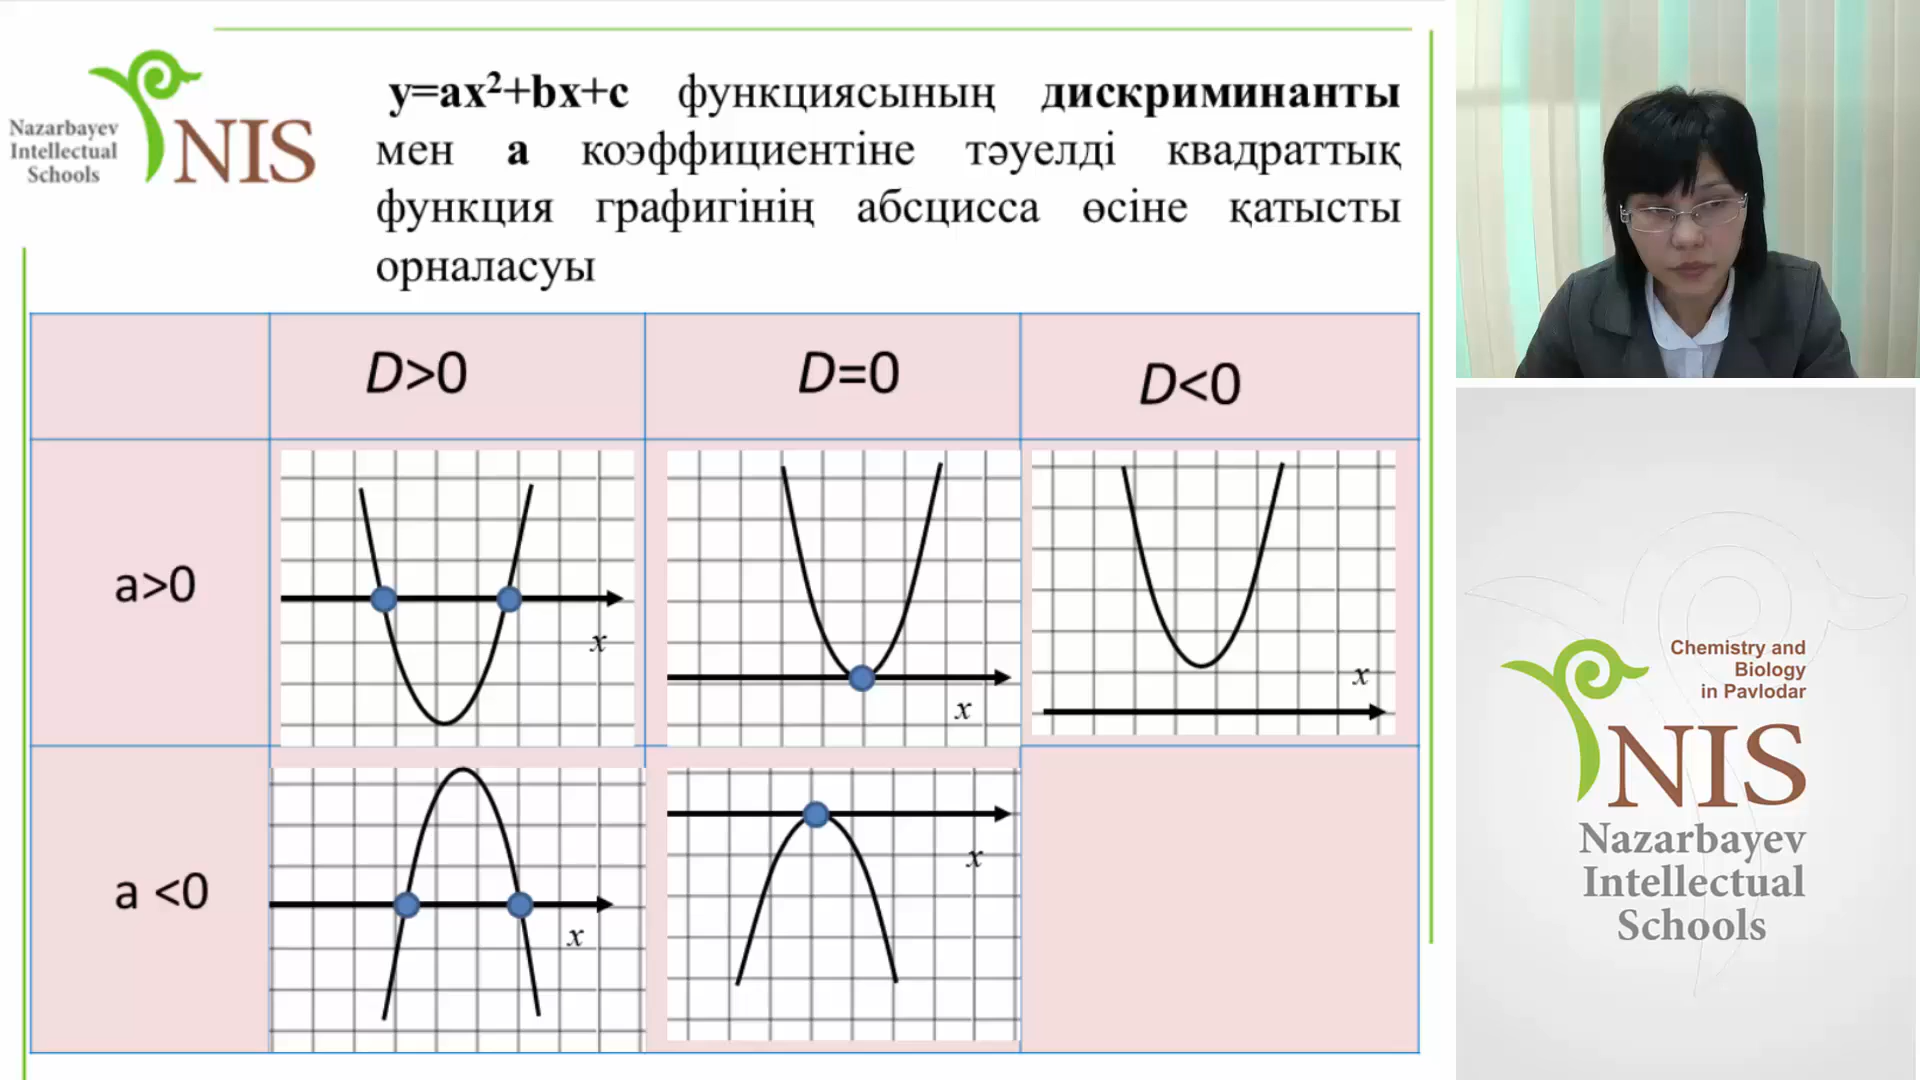 Nazarbayev
Intellectual
Schools
NIS
y=ax²+bx+c функциясының дискриминанты
мен а коэффициентіне тәуелді квадраттық
функция графигінің абсцисса өсіне қатысты
орналасуы
D>0
D=0
D<0
a>0
x
x
x
a <0
x
x
Chemistry and
Biology
in Pavlodar
NIS
Nazarbayev
Intellectual
Schools